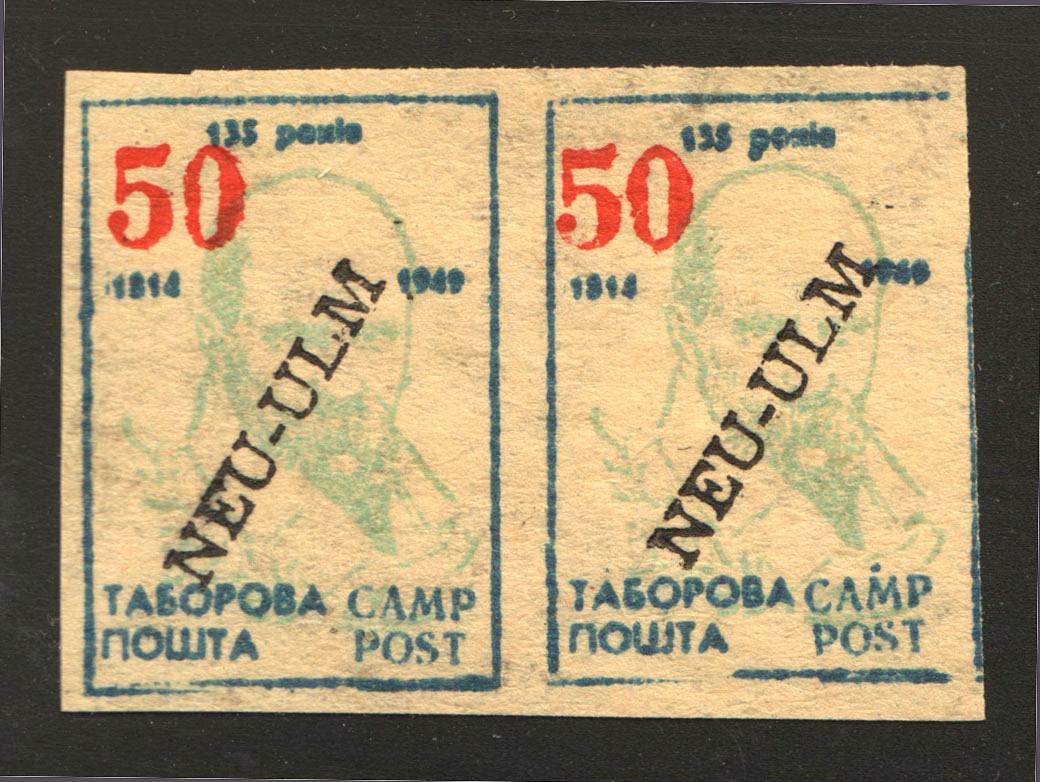 135 років
50
1814 1949
NEU-ULM
ТАБОРОВА CAMP
ПОШТА POST
135 років
50
1814 1949
NEU-ULM
ТАБОРОВА CAMP
ПОШТА POST